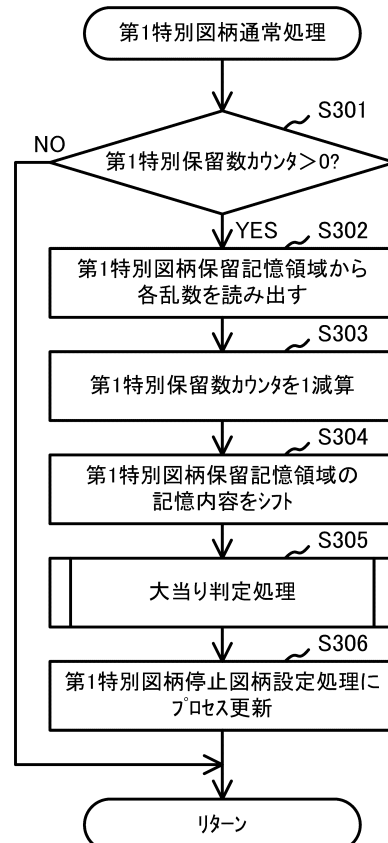 第1特別図柄通常処理
S301
NO
第1特別保留数カウンタ>0?
YES
S302
第1特別図柄保留記憶領域から
各乱数を読み出す
S303
第1特別保留数カウンタを1減算
S304
第1特別図柄保留記憶領域の
記憶内容をシフト
S305
大当り判定処理
S306
第1特別図柄停止図柄設定処理に
プロセス更新
リターン